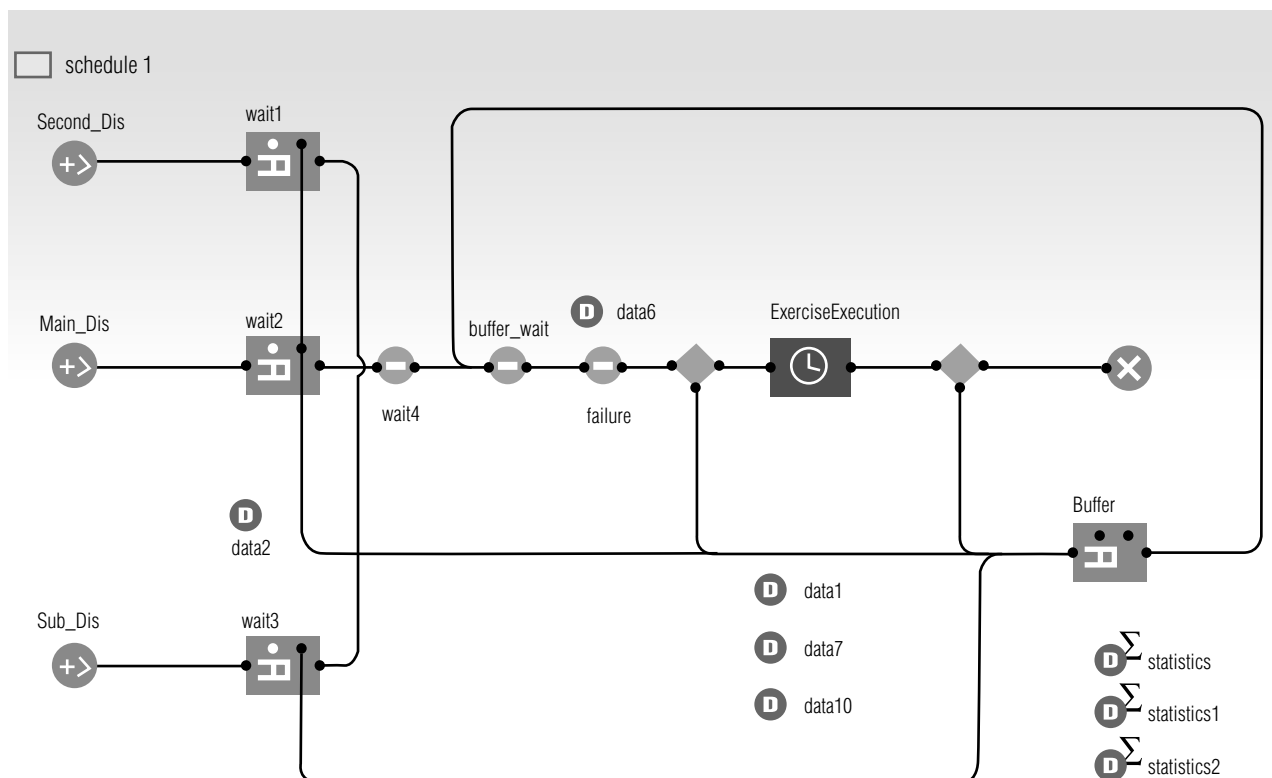 schedule 1
Second_Dis
wait1
Main_Dis
wait2
buffer_wait
D
data6
ExerciseExecution
wait4
failure
D
data2
Buffer
Sub_Dis
wait3
D
data1
D
data7
D
data10
D
Σ
statistics
D
Σ
statistics1
D
Σ
statistics2